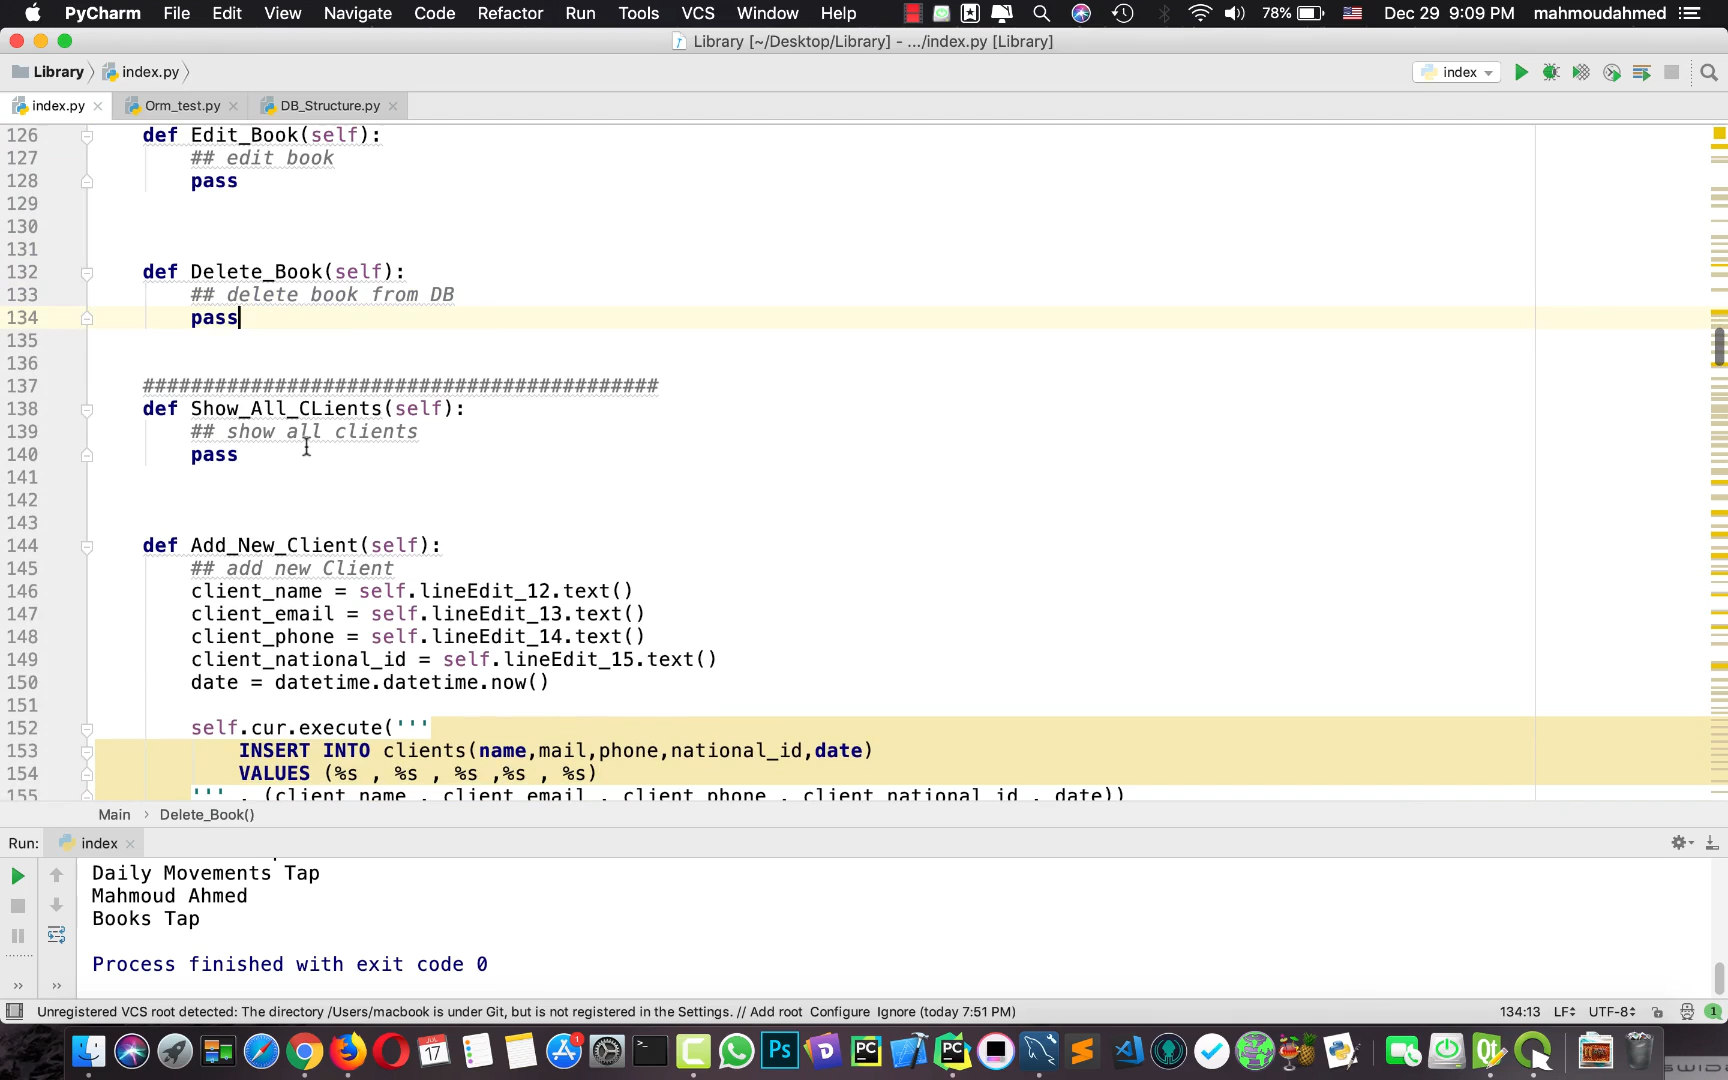 PyCharm File Edit View Navigate Code Refactor Run Tools VCS Window Help 78% Dec 29 9:09 PM mahmoudahmed
Library [~/Desktop/Library] - .../index.py [Library]
Library index.py index
index.py Orm_test.py DB_Structure.py
126 def Edit_Book(self):
127 ## edit book
128 pass
129
130
131
132 def Delete_Book(self):
133 ## delete book from DB
134 pass
135
136
137 ###########################################
138 def Show_All_CLients(self):
139 ## show all clients
140 pass
141
142
143
144 def Add_New_Client(self):
145 ## add new Client
146 client_name = self.lineEdit_12.text()
147 client_email = self.lineEdit_13.text()
148 client_phone = self.lineEdit_14.text()
149 client_national_id = self.lineEdit_15.text()
150 date = datetime.datetime.now()
151
152 self.cur.execute('''
153 INSERT INTO clients(name,mail,phone,national_id,date)
154 VALUES (%s , %s , %s ,%s , %s)
155 ''' , (client_name , client_email , client_phone , client_national_id , date))
Main Delete_Book()
Run: index
Daily Movements Tap
Mahmoud Ahmed
Books Tap
Process finished with exit code 0
Unregistered VCS root detected: The directory /Users/macbook is under Git, but is not registered in the Settings. // Add root Configure Ignore (today 7:51 PM) 134:13 LF UTF-8 1
JUL 17 1 Ps PC PC Qt